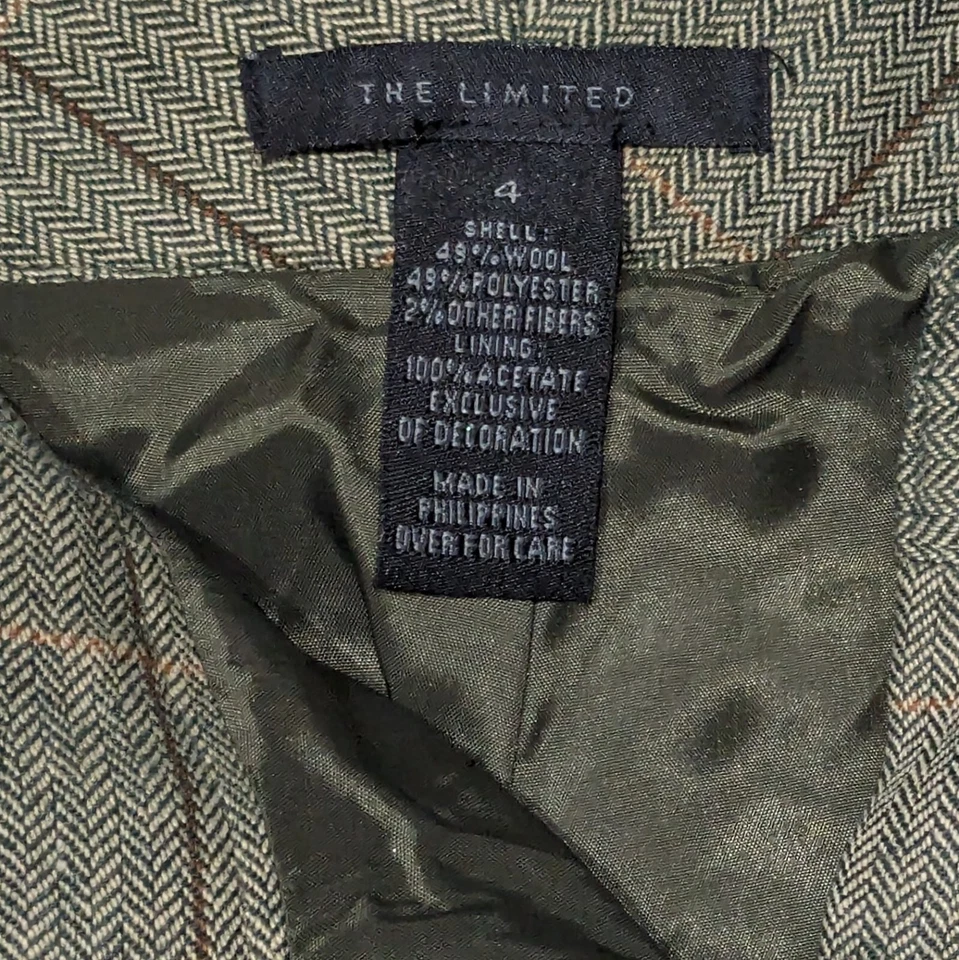 THE LIMITED
4
SHELL:
49% WOOL
49% POLYESTER
2% OTHER FIBERS
LINING:
100% ACETATE
EXCLUSIVE
OF DECORATION
MADE IN
PHILIPPINES
OVER FOR CARE